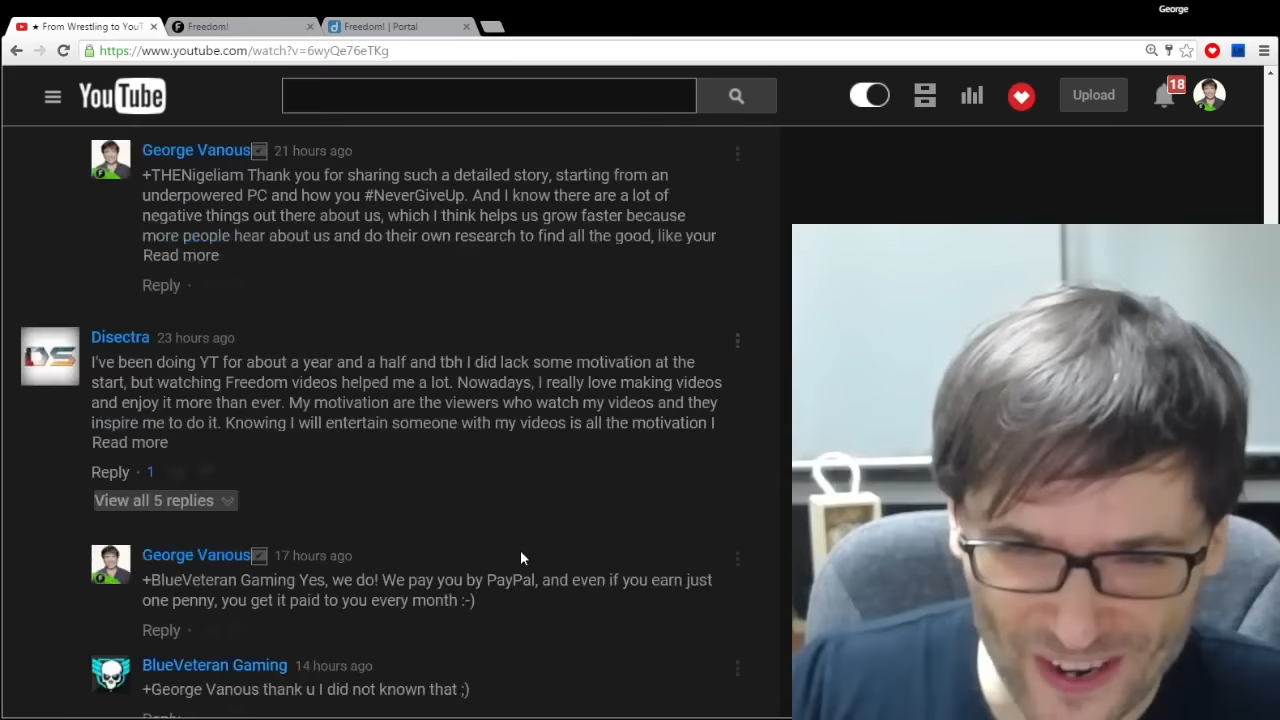 George
★ From Wrestling to YouT
Freedom!
Freedom! | Portal
https://www.youtube.com/watch?v=6wyQe76eTKg
YouTube
Upload
18
George Vanous 21 hours ago
+THENigeliam Thank you for sharing such a detailed story, starting from an
underpowered PC and how you #NeverGiveUp. And I know there are a lot of
negative things out there about us, which I think helps us grow faster because
more people hear about us and do their own research to find all the good, like your
Read more
Reply ·
Disectra 23 hours ago
DS
I've been doing YT for about a year and a half and tbh I did lack some motivation at the
start, but watching Freedom videos helped me a lot. Nowadays, I really love making videos
and enjoy it more than ever. My motivation are the viewers who watch my videos and they
inspire me to do it. Knowing I will entertain someone with my videos is all the motivation I
Read more
Reply · 1
View all 5 replies
George Vanous 17 hours ago
+BlueVeteran Gaming Yes, we do! We pay you by PayPal, and even if you earn just
one penny, you get it paid to you every month :-)
Reply ·
BlueVeteran Gaming 14 hours ago
+George Vanous thank u I did not known that ;)
Reply